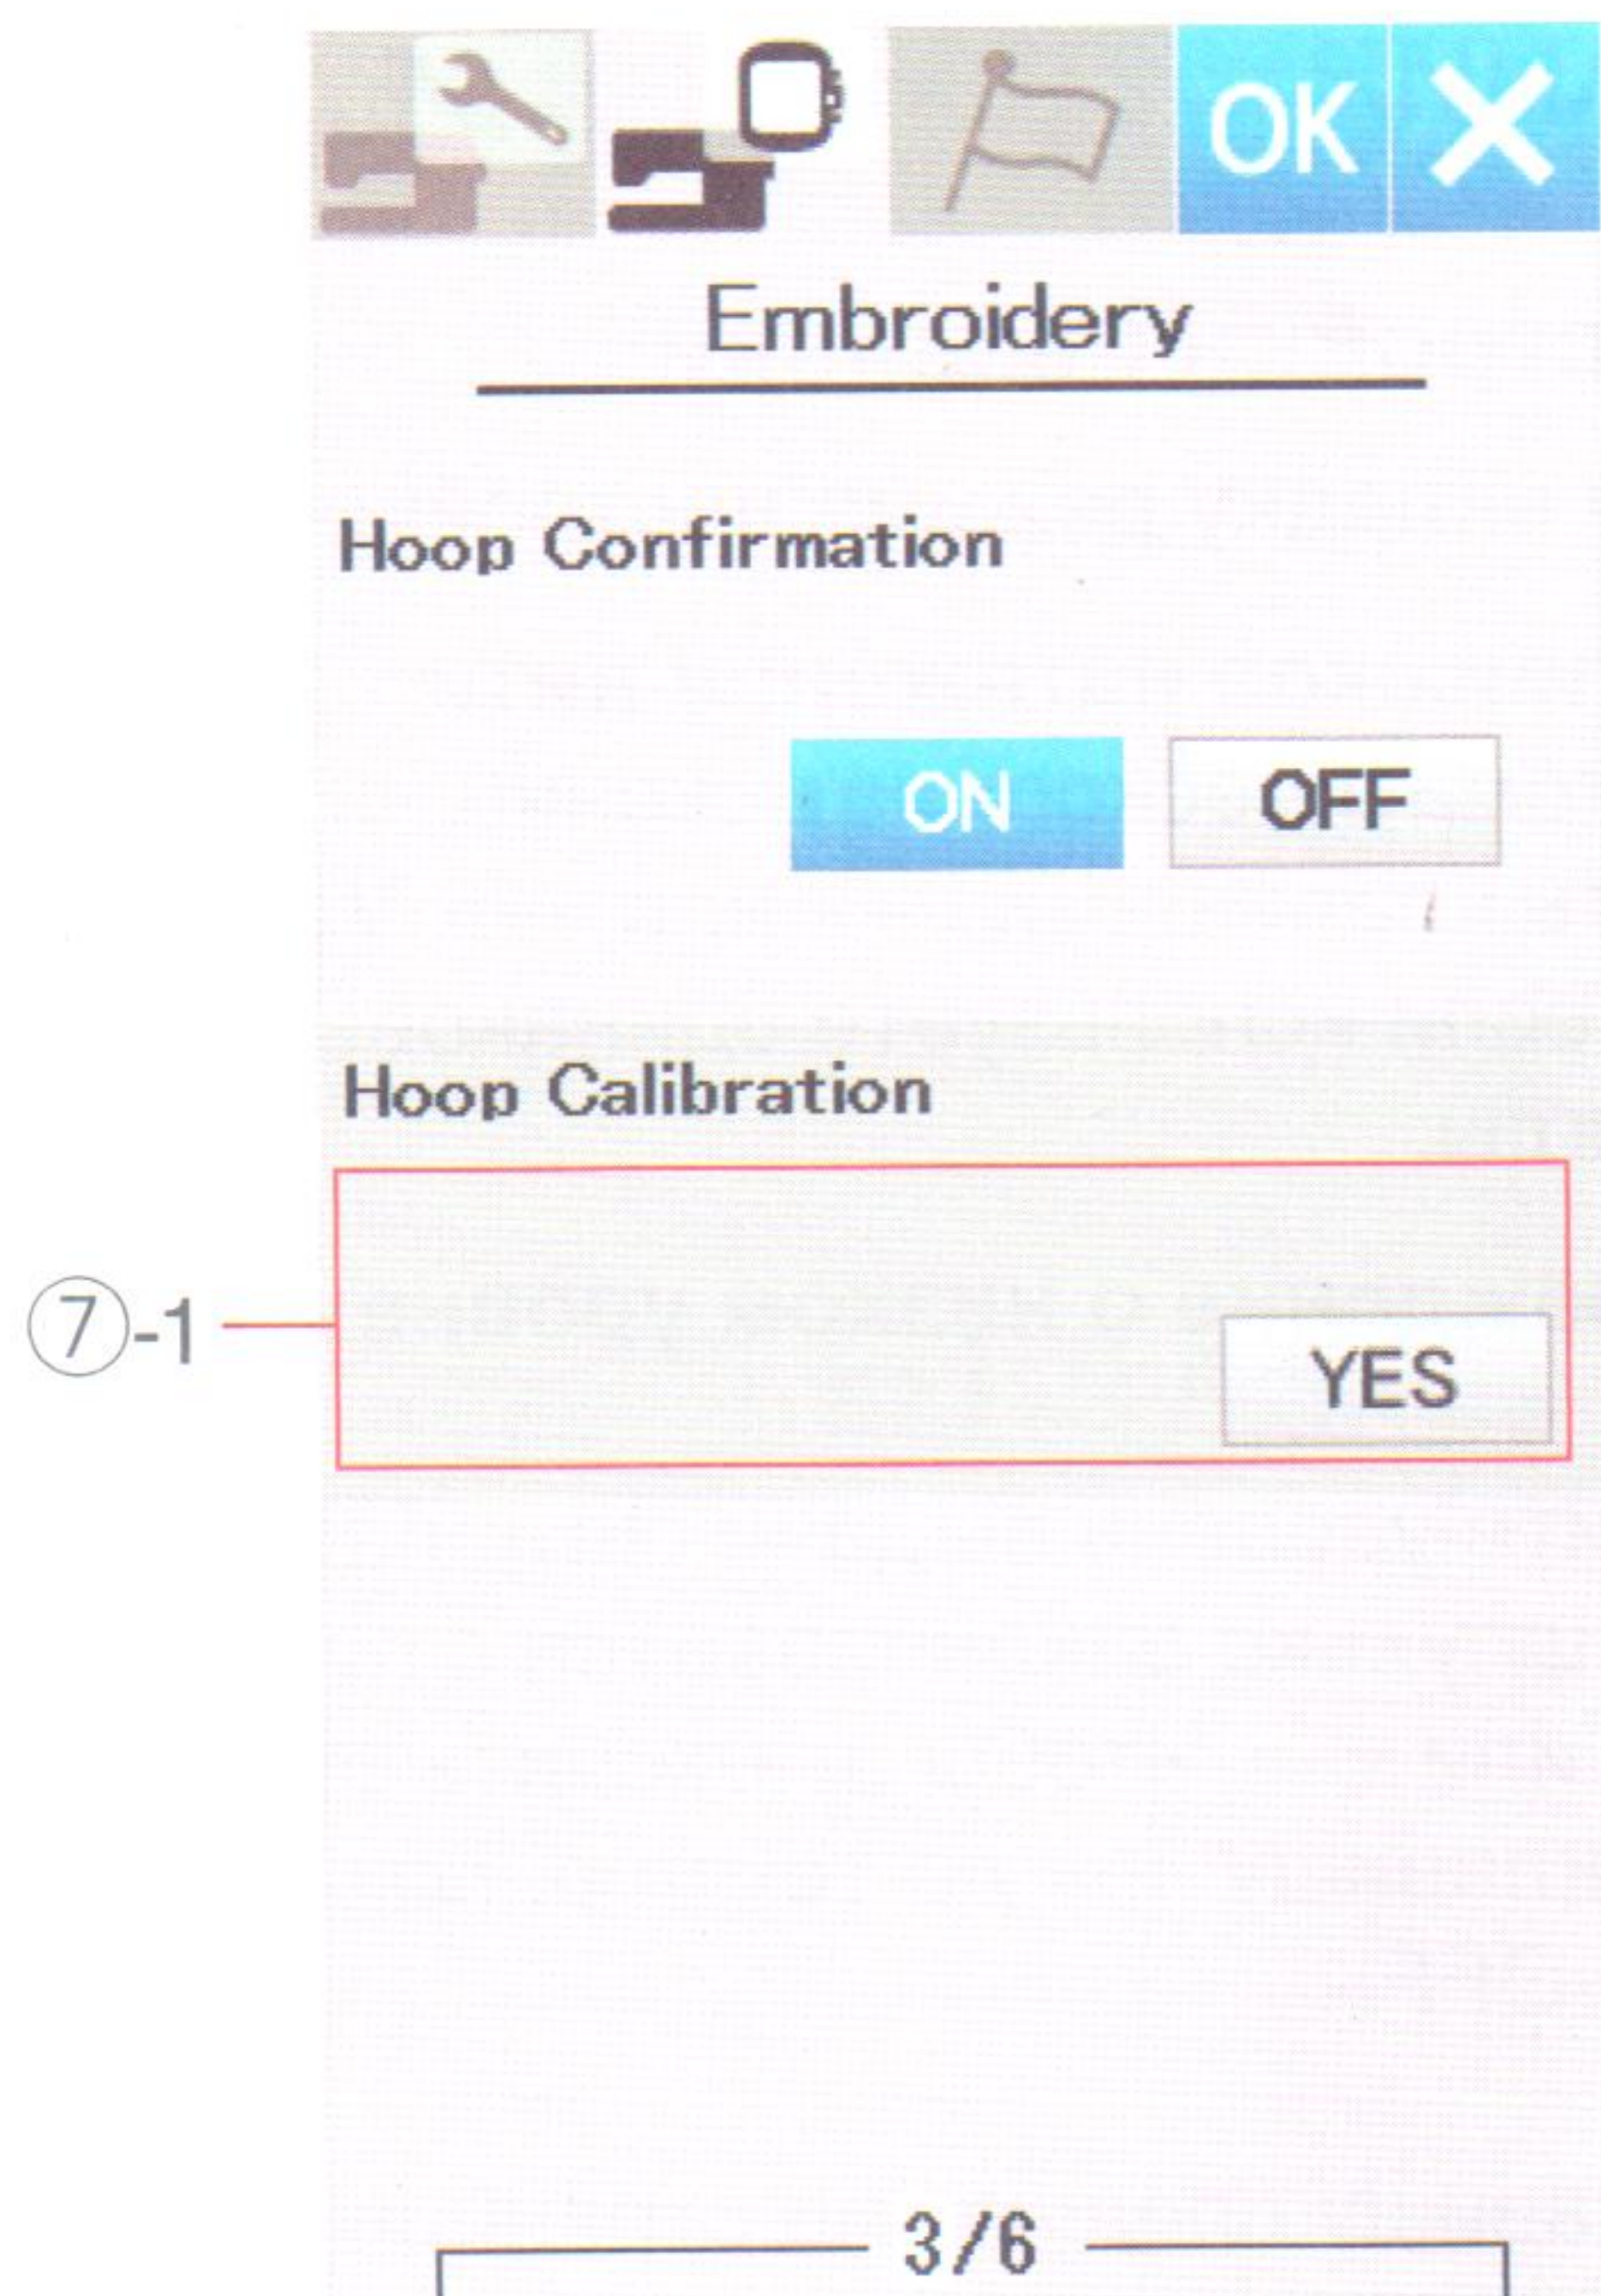 OK ×
Embroidery
Hoop Confirmation
ON OFF
Hoop Calibration
⑦-1
YES
3/6